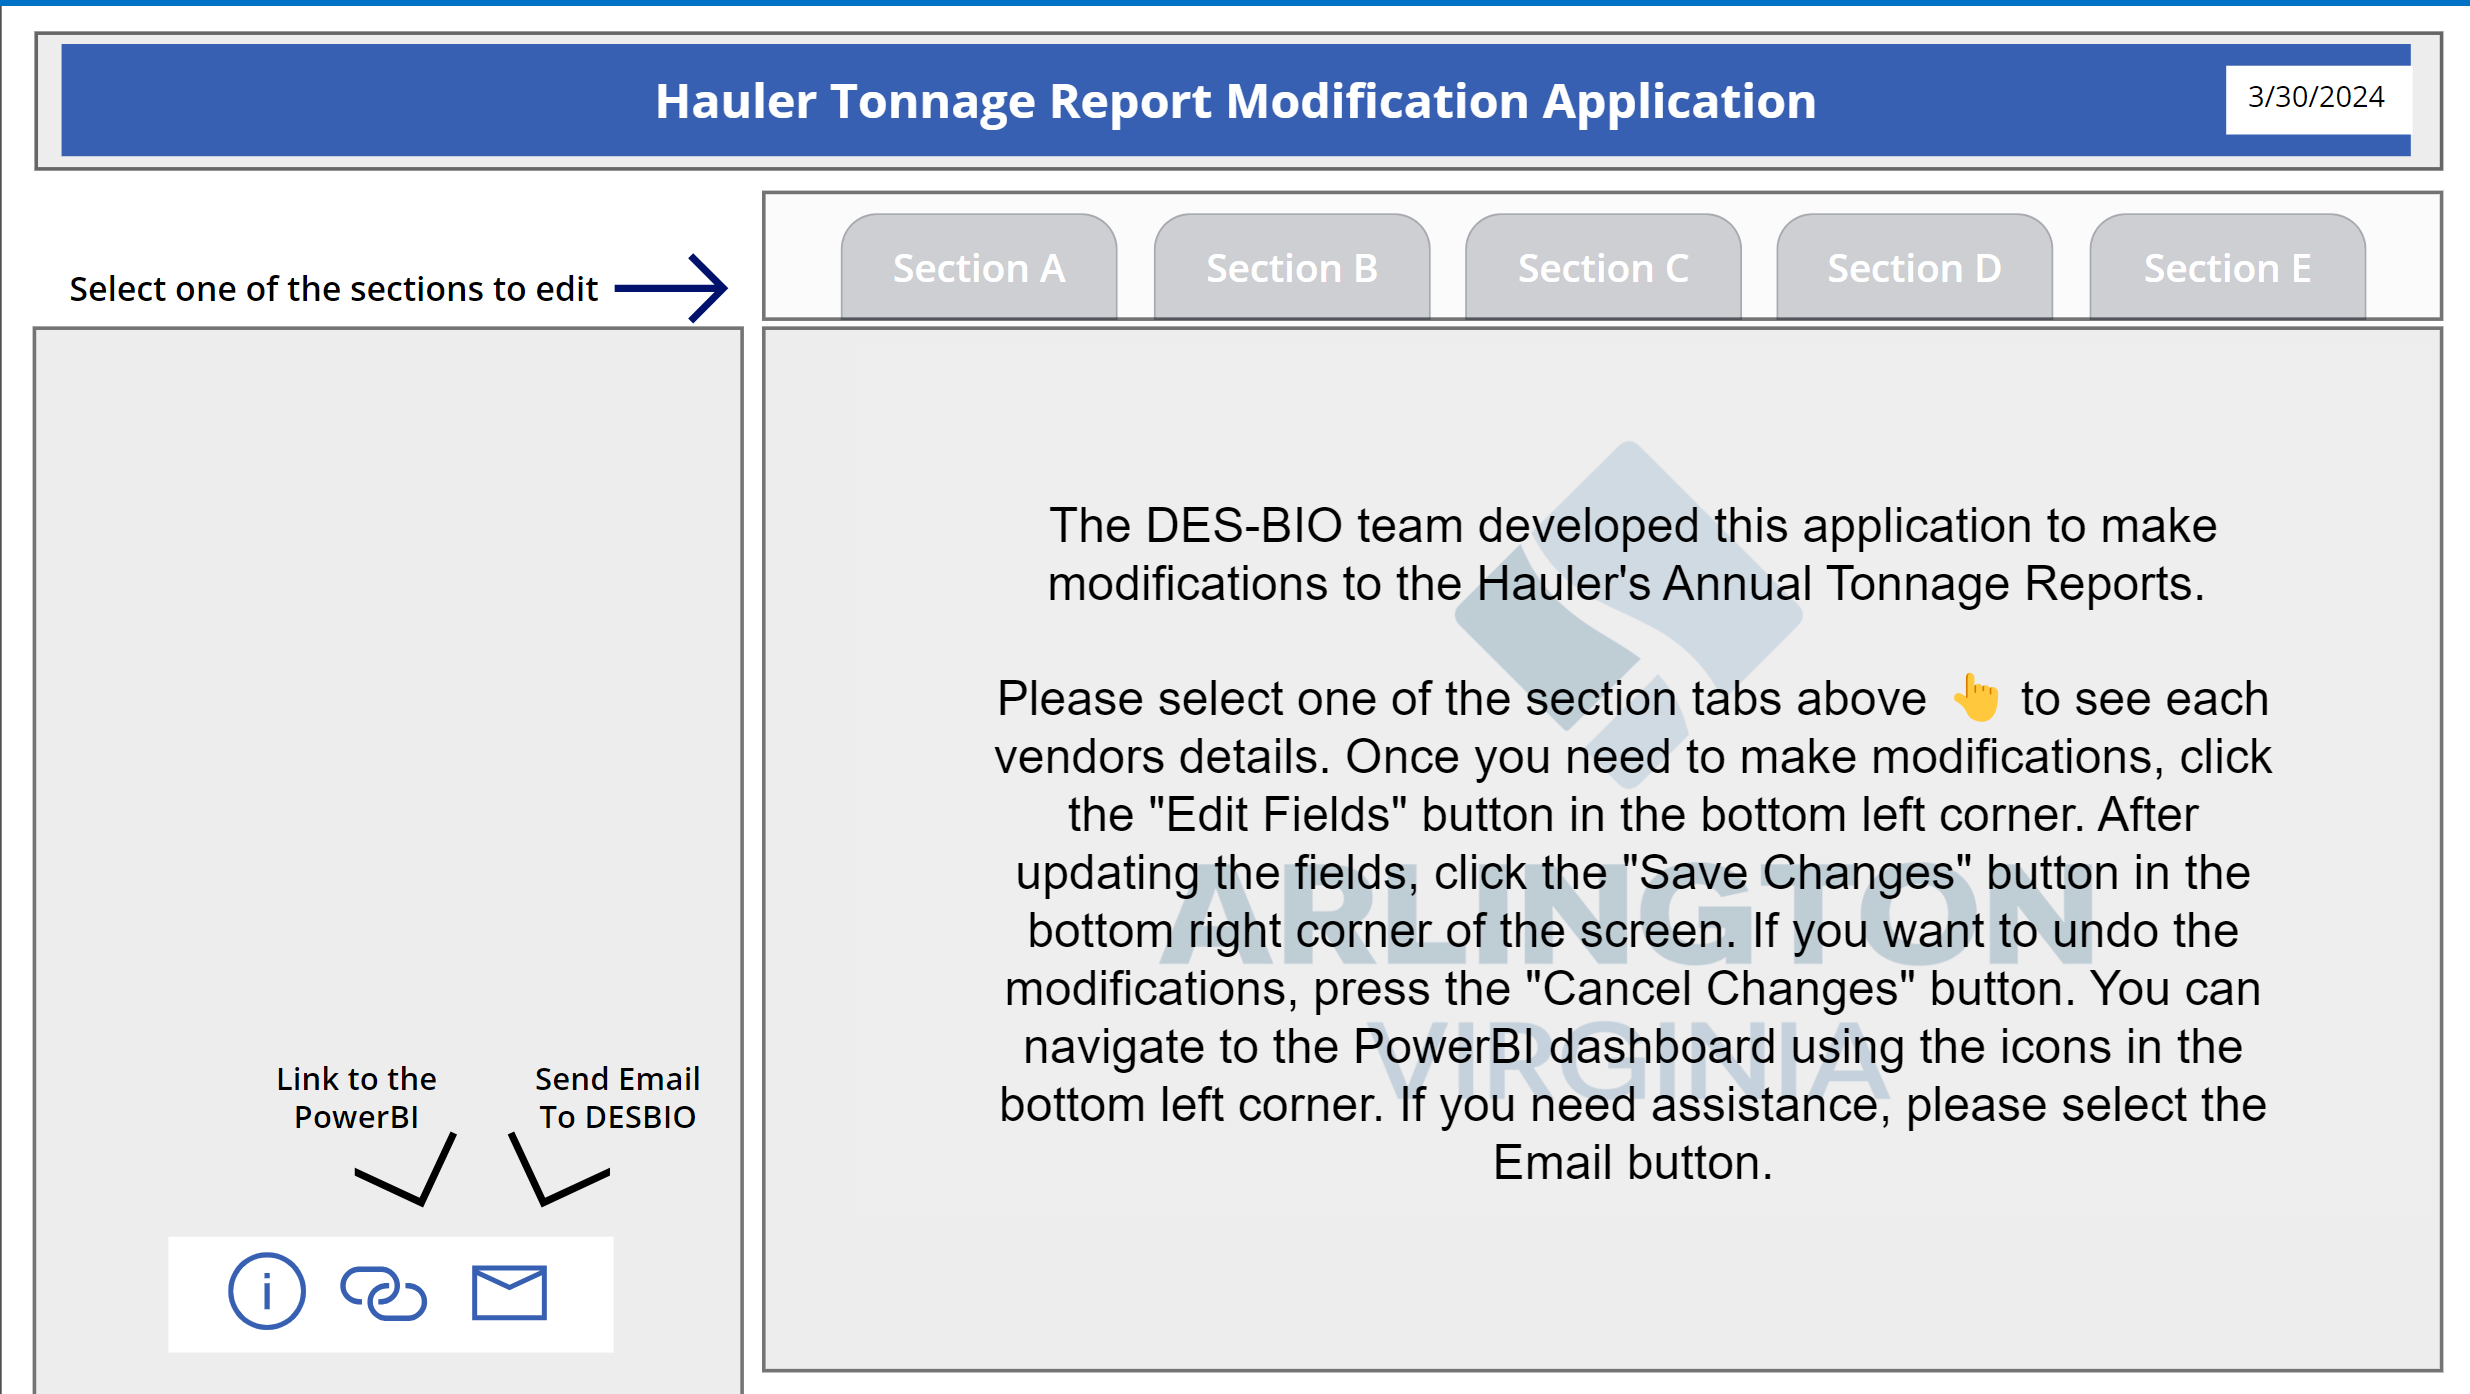 Hauler Tonnage Report Modification Application
3/30/2024
Select one of the sections to edit
Section A
Section B
Section C
Section D
Section E
The DES-BIO team developed this application to make
modifications to the Hauler's Annual Tonnage Reports.
Please select one of the section tabs above 👆 to see each
vendors details. Once you need to make modifications, click
the "Edit Fields" button in the bottom left corner. After
updating the fields, click the "Save Changes" button in the
bottom right corner of the screen. If you want to undo the
modifications, press the "Cancel Changes" button. You can
navigate to the PowerBI dashboard using the icons in the
bottom left corner. If you need assistance, please select the
Email button.
ARLINGTON
VIRGINIA
Link to the
PowerBI
Send Email
To DESBIO